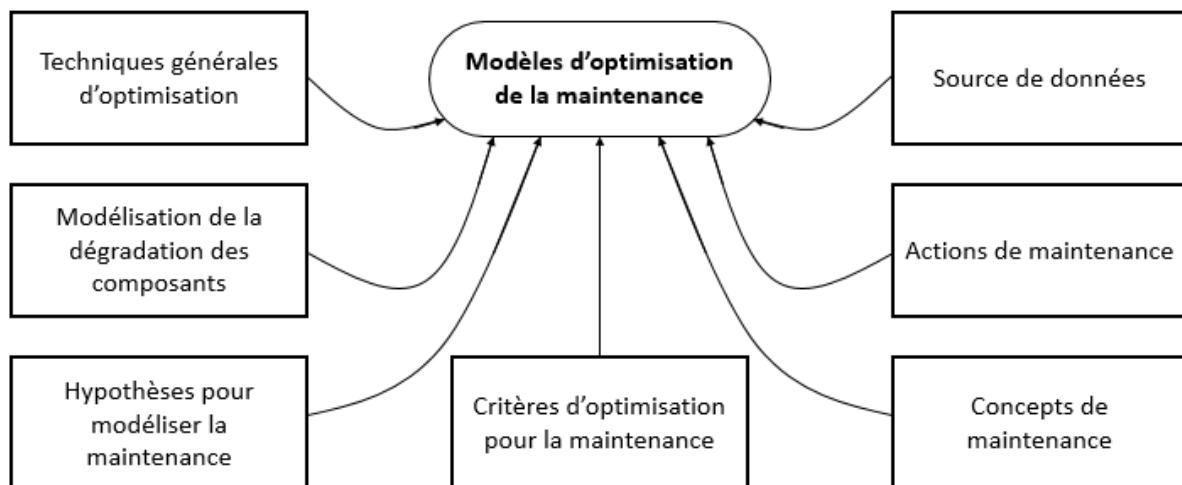 Techniques générales
d'optimisation
Modèles d'optimisation
de la maintenance
Source de données
Modélisation de la
dégradation des
composants
Actions de maintenance
Hypothèses pour
modéliser la
maintenance
Critères d'optimisation
pour la maintenance
Concepts de
maintenance